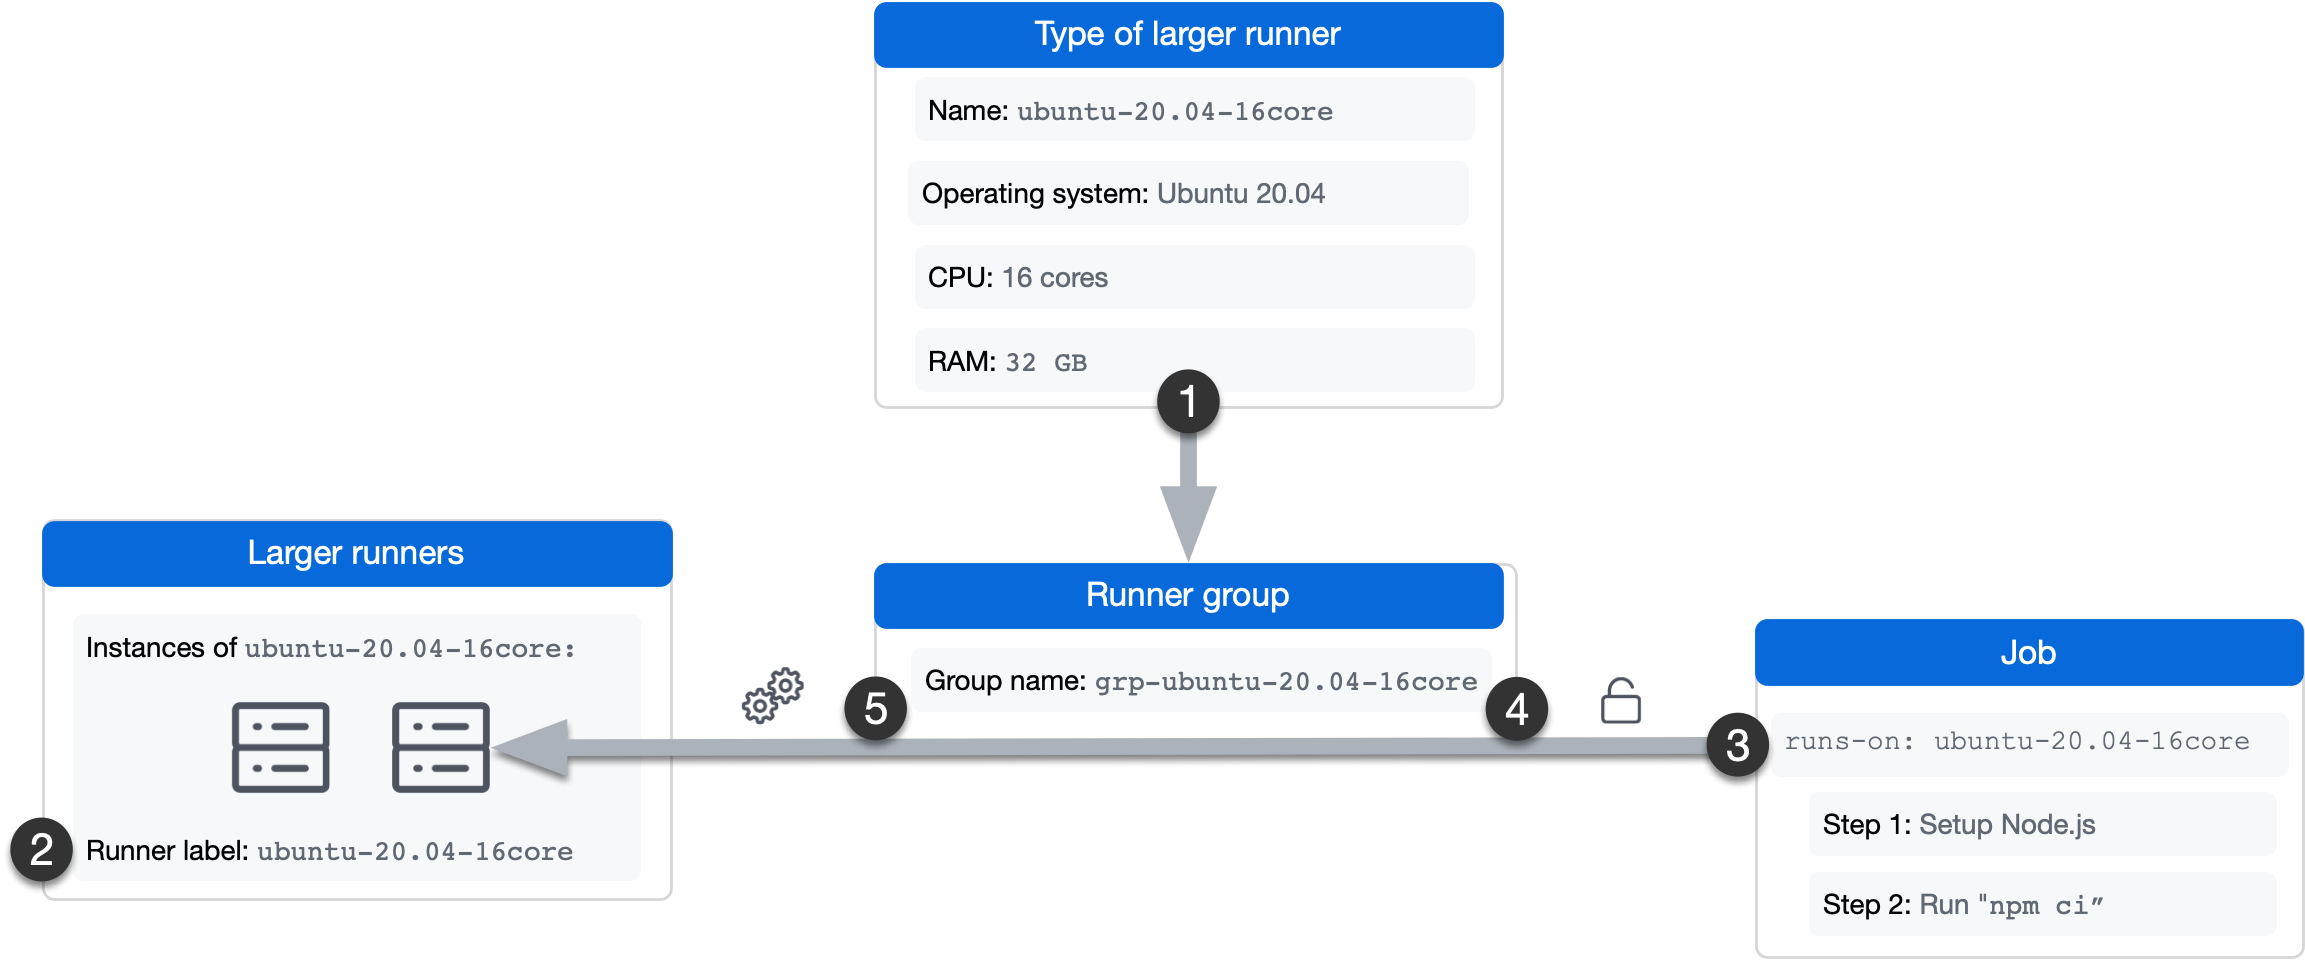 Type of larger runner
Name: ubuntu-20.04-16core
Operating system: Ubuntu 20.04
CPU: 16 cores
RAM: 32 GB
1
Larger runners
Instances of ubuntu-20.04-16core:
2
Runner label: ubuntu-20.04-16core
Runner group
Group name: grp-ubuntu-20.04-16core
5
4
Job
3
runs-on: ubuntu-20.04-16core
Step 1: Setup Node.js
Step 2: Run "npm ci”